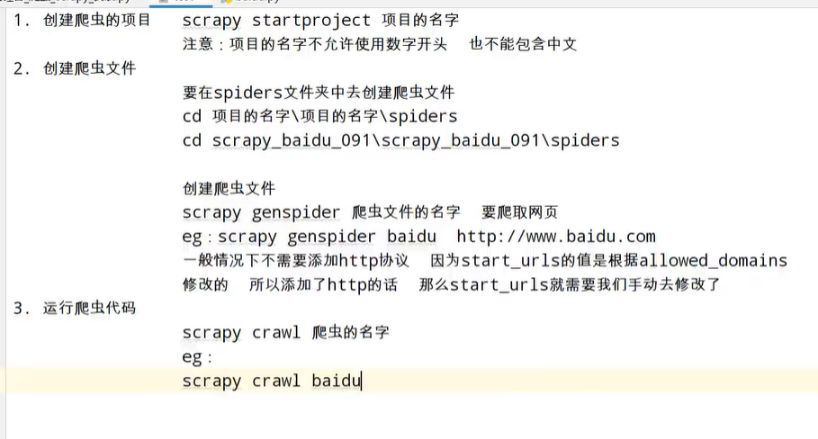 1. 创建爬虫的项目 scrapy startproject 项目的名字
注意：项目的名字不允许使用数字开头 也不能包含中文
2. 创建爬虫文件
要在spiders文件夹中去创建爬虫文件
cd 项目的名字\项目的名字\spiders
cd scrapy_baidu_091\scrapy_baidu_091\spiders
创建爬虫文件
scrapy genspider 爬虫文件的名字 要爬取网页
eg：scrapy genspider baidu http://www.baidu.com
一般情况下不需要添加http协议 因为start_urls的值是根据allowed_domains
修改的 所以添加了http的话 那么start_urls就需要我们手动去修改了
3. 运行爬虫代码
scrapy crawl 爬虫的名字
eg：
scrapy crawl baidu